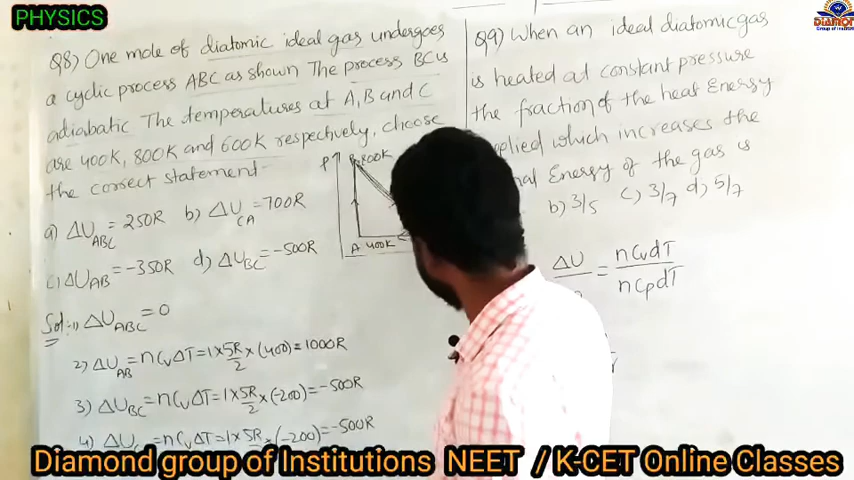 PHYSICS
Q8) One mole of diatomic ideal gas undergoes
a cyclic process ABC as shown The process BC is
adiabatic The temperatures at A, B and C
are 400K, 800K and 600K respectively, choose
the correct statement
a) ΔU_ABC = 250R b) ΔU_CA = 700R
c) ΔU_AB = -350R d) ΔU_BC = -500R
P
B 800K
A 400K
Sol:- 1) ΔU_ABC = 0
2) ΔU_AB = nCvΔT = 1×5R/2×(400) = 1000R
3) ΔU_BC = nCvΔT = 1×5R/2×(-200) = -500R
4) ΔU = nCvΔT = 1×5R/2×(-200) = -500R
Q9) When an ideal diatomic gas
is heated at constant pressure
the fraction of the heat Energy
which increases the
Energy of the gas is
b) 3/5 c) 3/7 d) 5/7
ΔU = nCvdT
nCpdT
Diamond
Group of Institutions
Diamond group of Institutions NEET / K-CET Online Classes